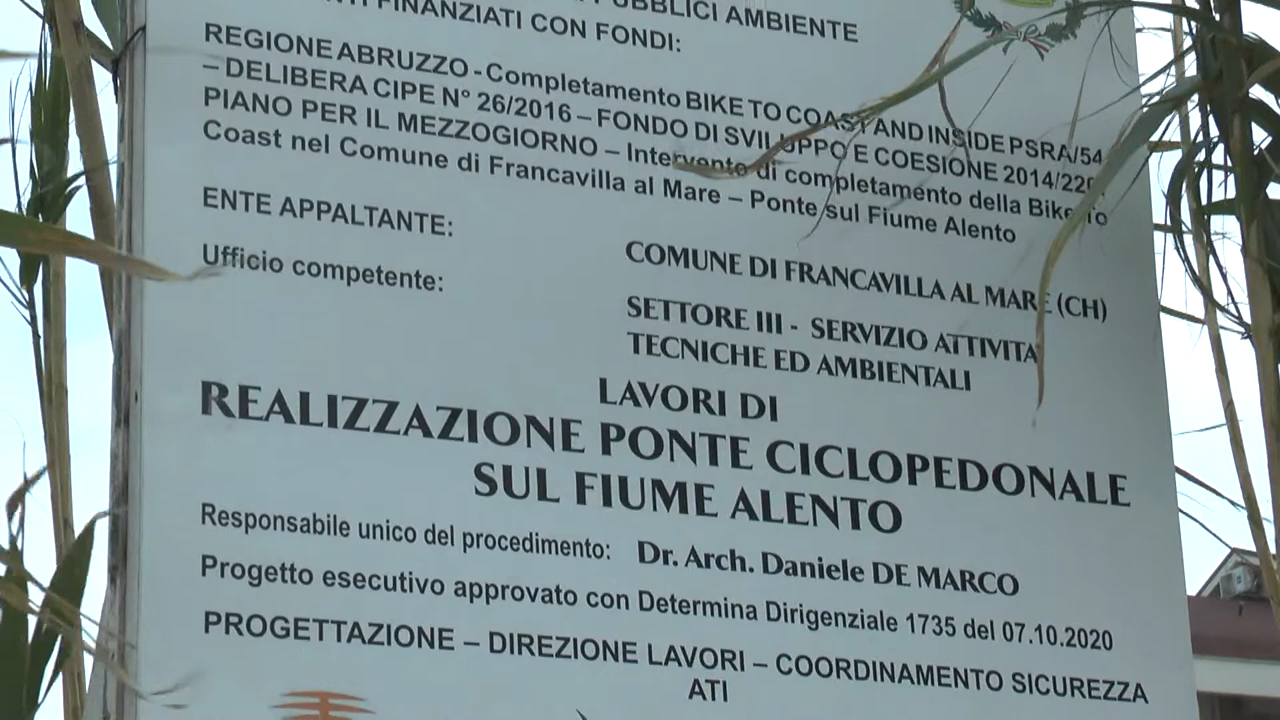 PUBBLICI AMBIENTE
FINANZIATI CON FONDI:
REGIONE ABRUZZO - Completamento BIKE TO COAST AND INSIDE PSRA/54
– DELIBERA CIPE N° 26/2016 – FONDO DI SVILUPPO E COESIONE 2014/220
PIANO PER IL MEZZOGIORNO – Intervento di completamento della Bike To
Coast nel Comune di Francavilla al Mare – Ponte sul Fiume Alento
ENTE APPALTANTE:
COMUNE DI FRANCAVILLA AL MARE (CH)
Ufficio competente:
SETTORE III - SERVIZIO ATTIVITA'
TECNICHE ED AMBIENTALI
LAVORI DI
REALIZZAZIONE PONTE CICLOPEDONALE
SUL FIUME ALENTO
Responsabile unico del procedimento: Dr. Arch. Daniele DE MARCO
Progetto esecutivo approvato con Determina Dirigenziale 1735 del 07.10.2020
PROGETTAZIONE – DIREZIONE LAVORI – COORDINAMENTO SICUREZZA
ATI